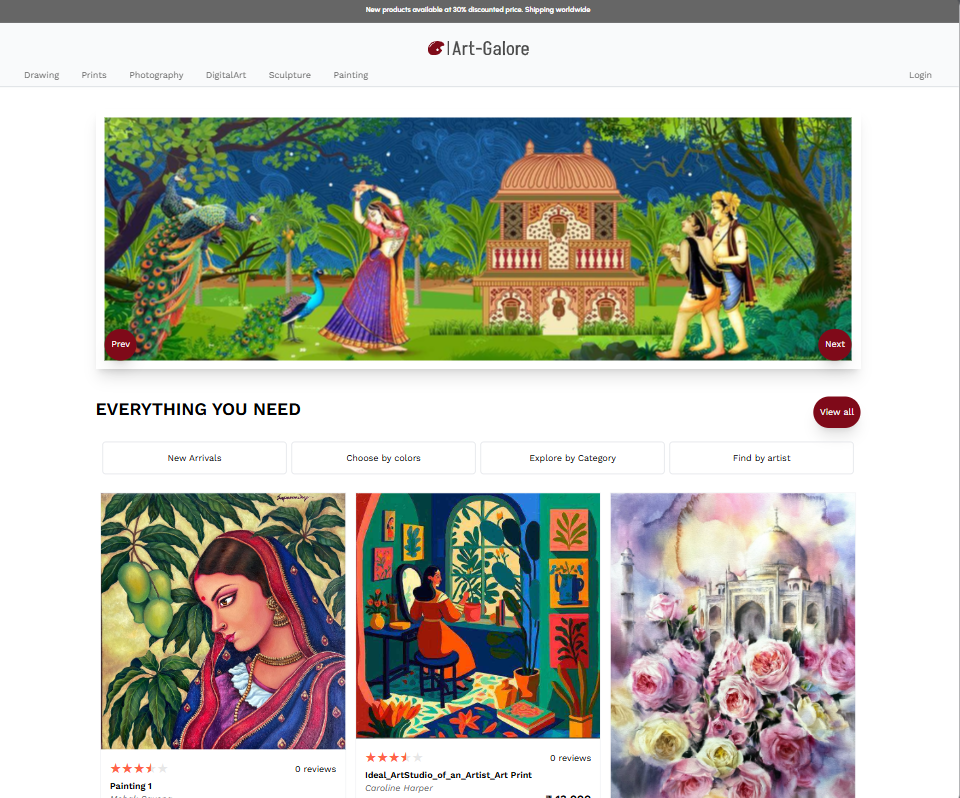 New products available at 30% discounted price. Shipping worldwide
Art-Galore
Drawing Prints Photography DigitalArt Sculpture Painting Login
Prev Next
EVERYTHING YOU NEED View all
New Arrivals Choose by colors Explore by Category Find by artist
0 reviews
Painting 1
0 reviews
Ideal_ArtStudio_of_an_Artist_Art Print
Caroline Harper